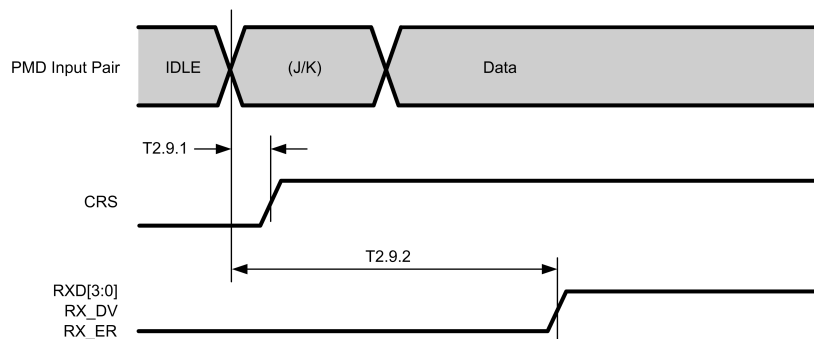 PMD Input Pair IDLE (J/K) Data
T2.9.1
CRS
T2.9.2
RXD[3:0]
RX_DV
RX_ER